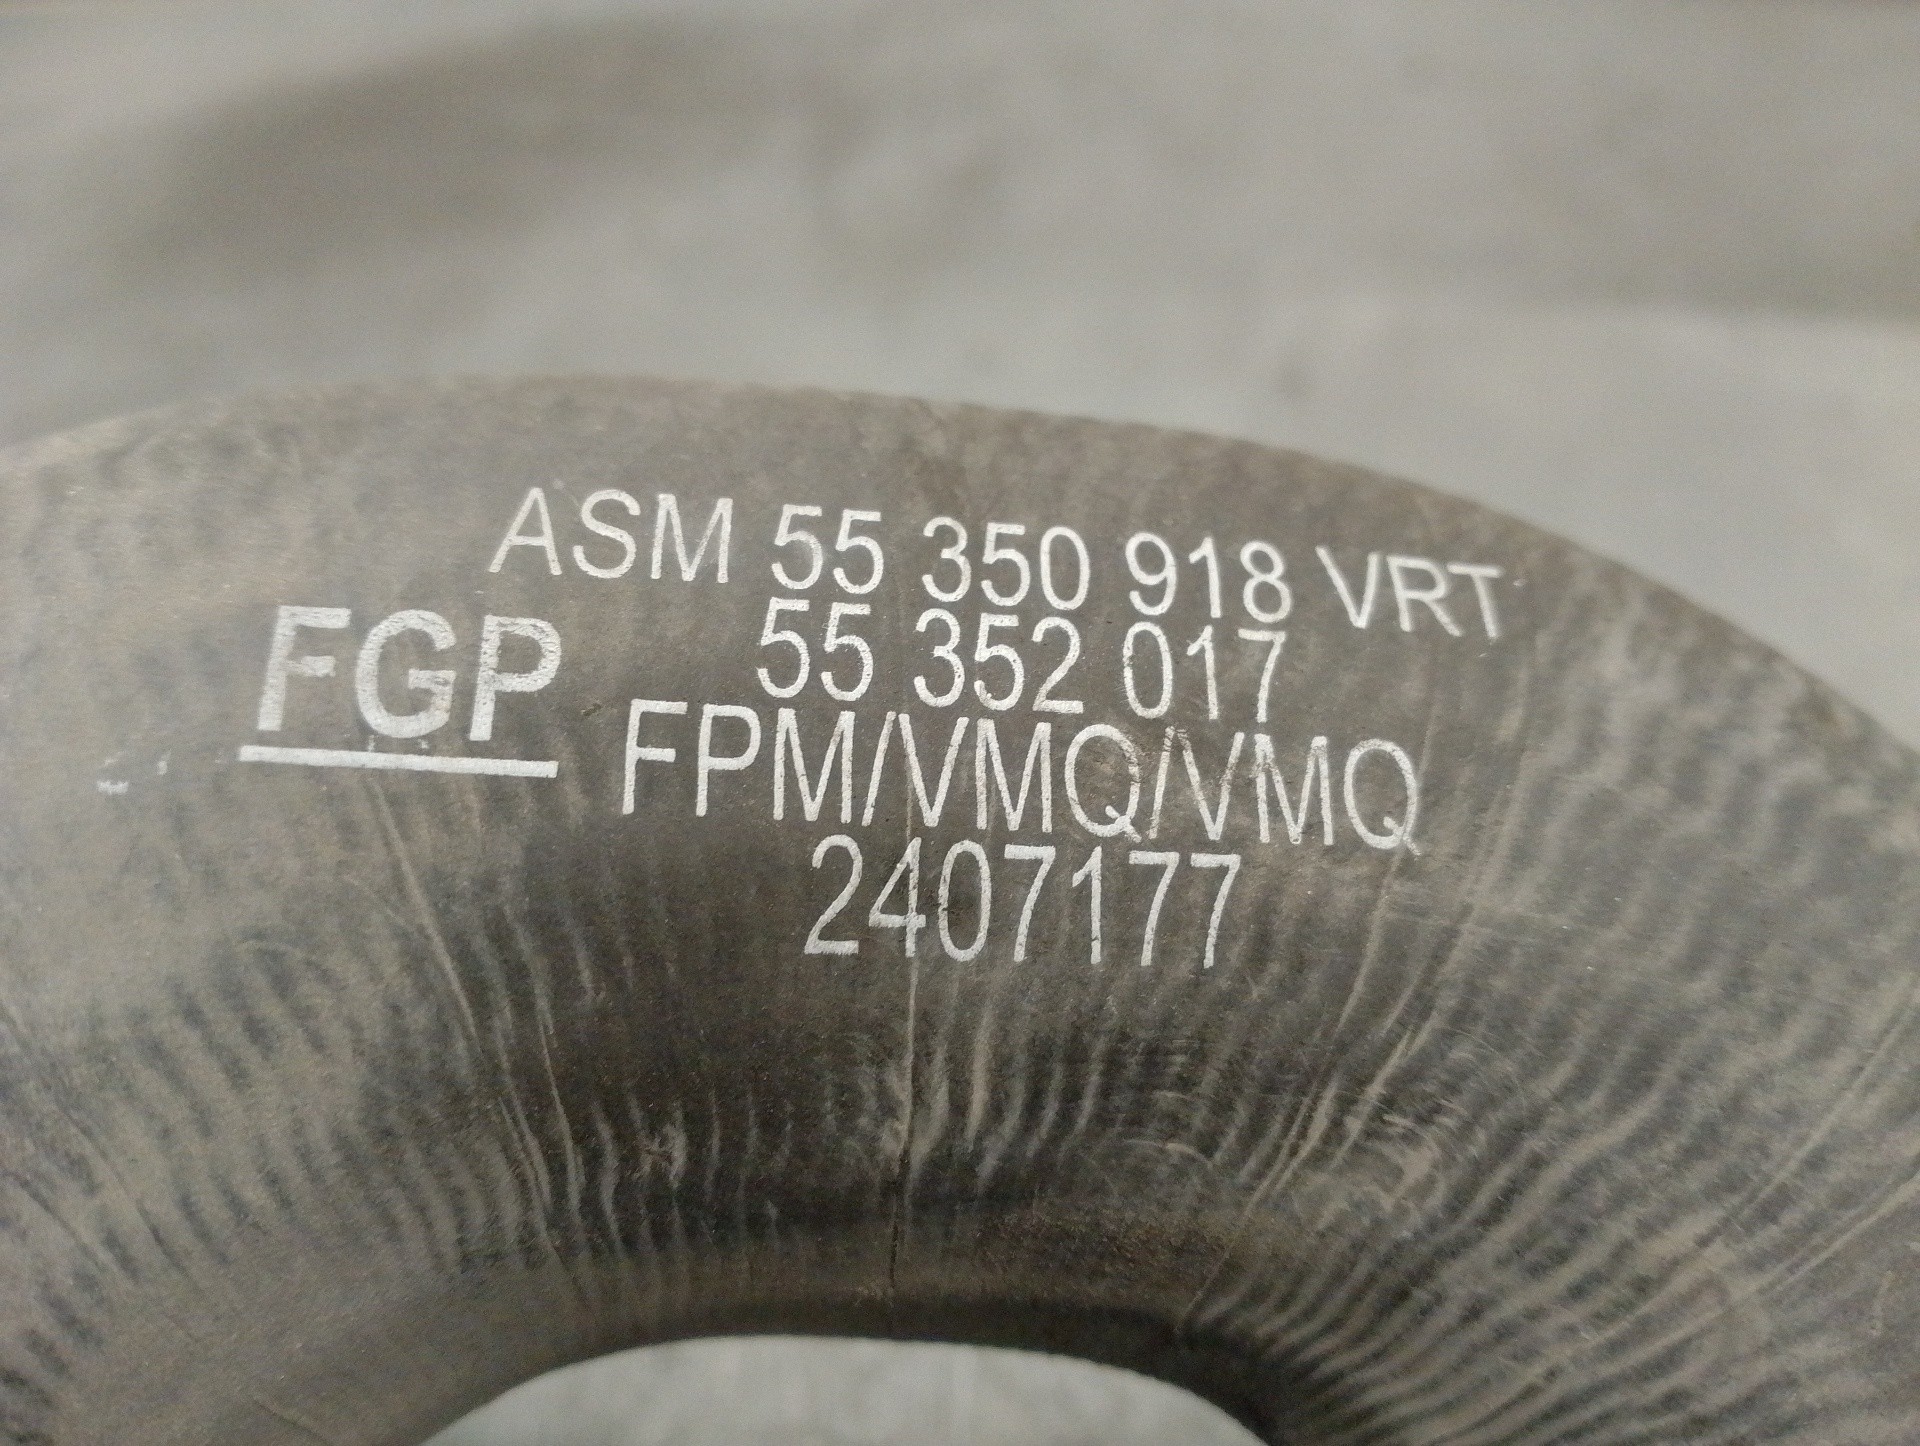 ASM 55 350 918 VRT
FGP
55 352 017
FPM/VMQ/VMQ
2407177